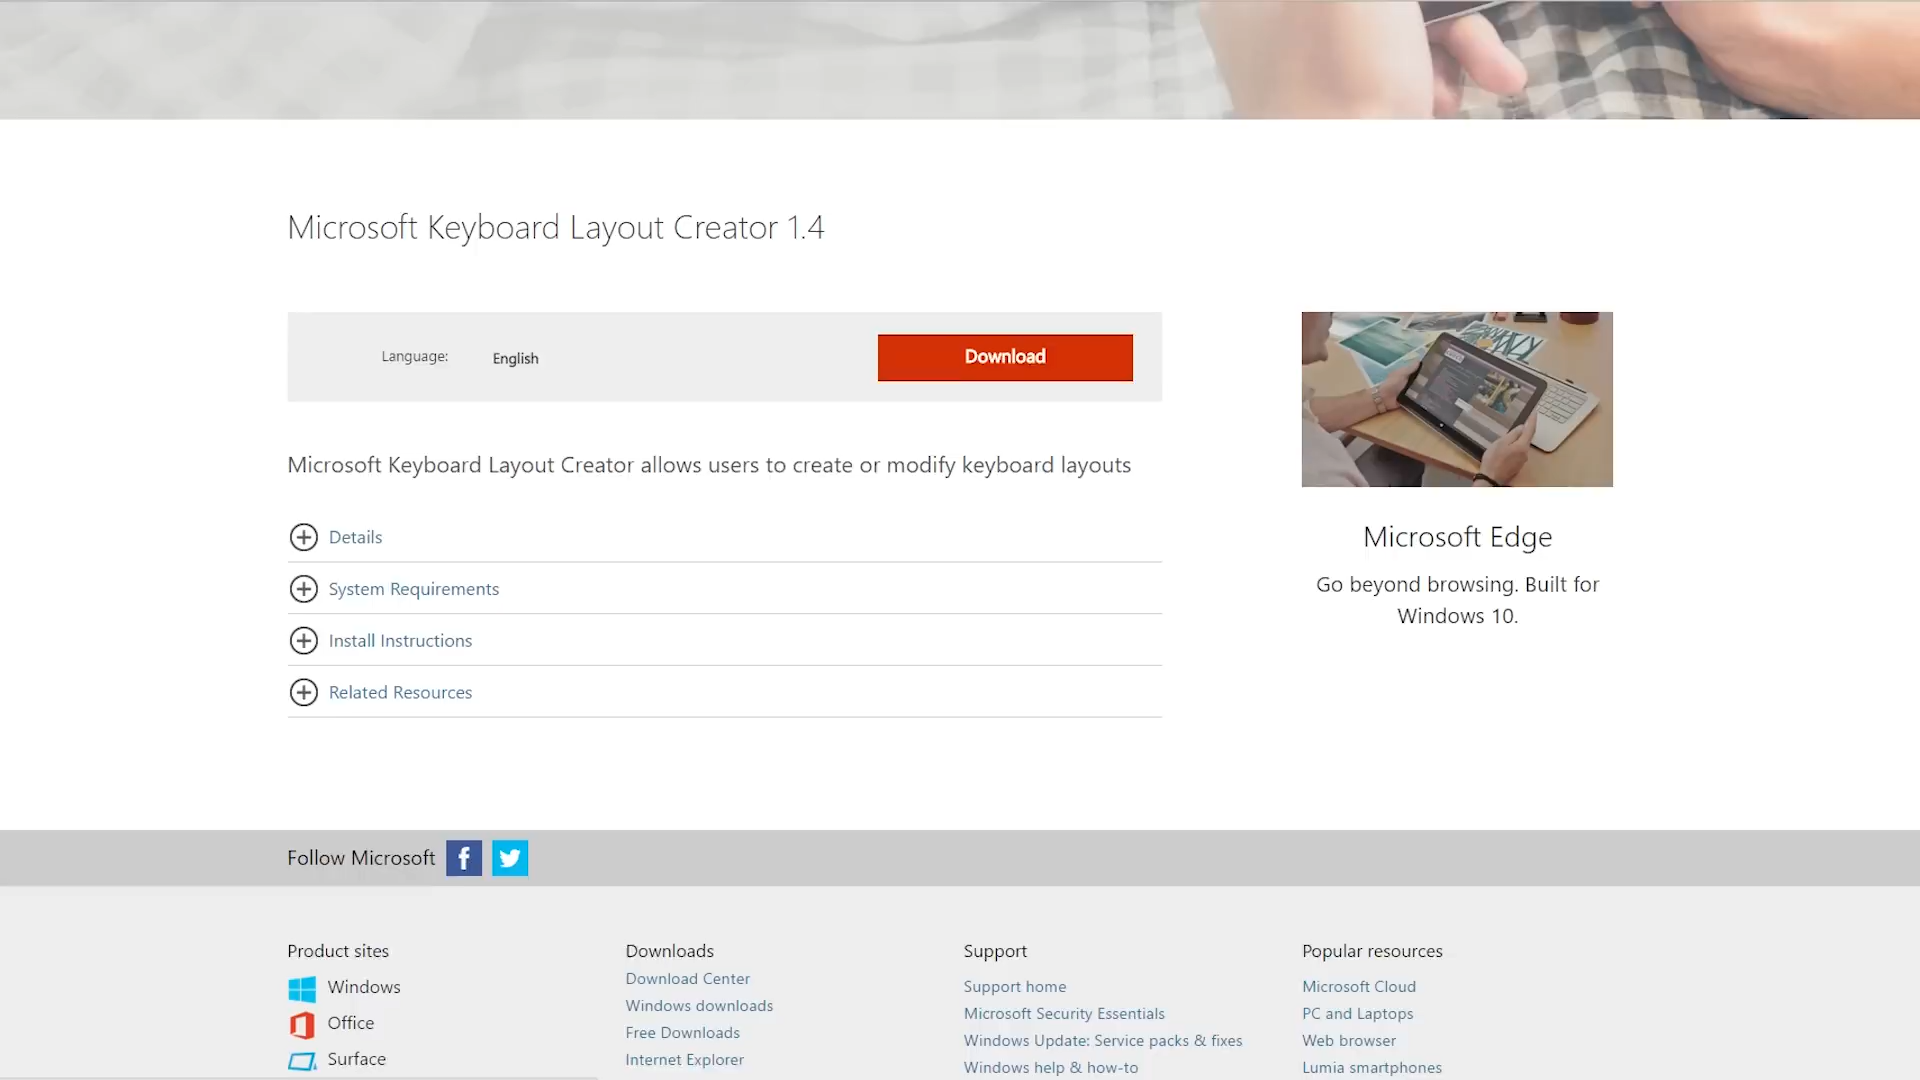 Microsoft Keyboard Layout Creator 1.4
Language: English Download
Microsoft Keyboard Layout Creator allows users to create or modify keyboard layouts
Details
System Requirements
Install Instructions
Related Resources
Microsoft Edge
Go beyond browsing. Built for
Windows 10.
Follow Microsoft
Product sites
Windows
Office
Surface
Downloads
Download Center
Windows downloads
Free Downloads
Internet Explorer
Support
Support home
Microsoft Security Essentials
Windows Update: Service packs & fixes
Windows help & how-to
Popular resources
Microsoft Cloud
PC and Laptops
Web browser
Lumia smartphones